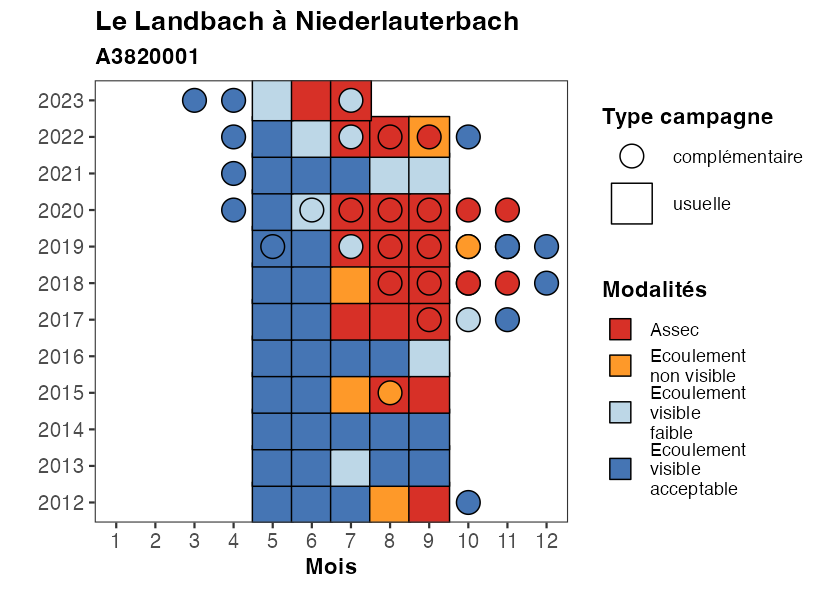 Le Landbach à Niederlauterbach
A3820001
2023
2022
2021
2020
2019
2018
2017
2016
2015
2014
2013
2012
1 2 3 4 5 6 7 8 9 10 11 12
Mois
Type campagne
complémentaire
usuelle
Modalités
Assec
Ecoulement
non visible
Ecoulement
visible
faible
Ecoulement
visible
acceptable